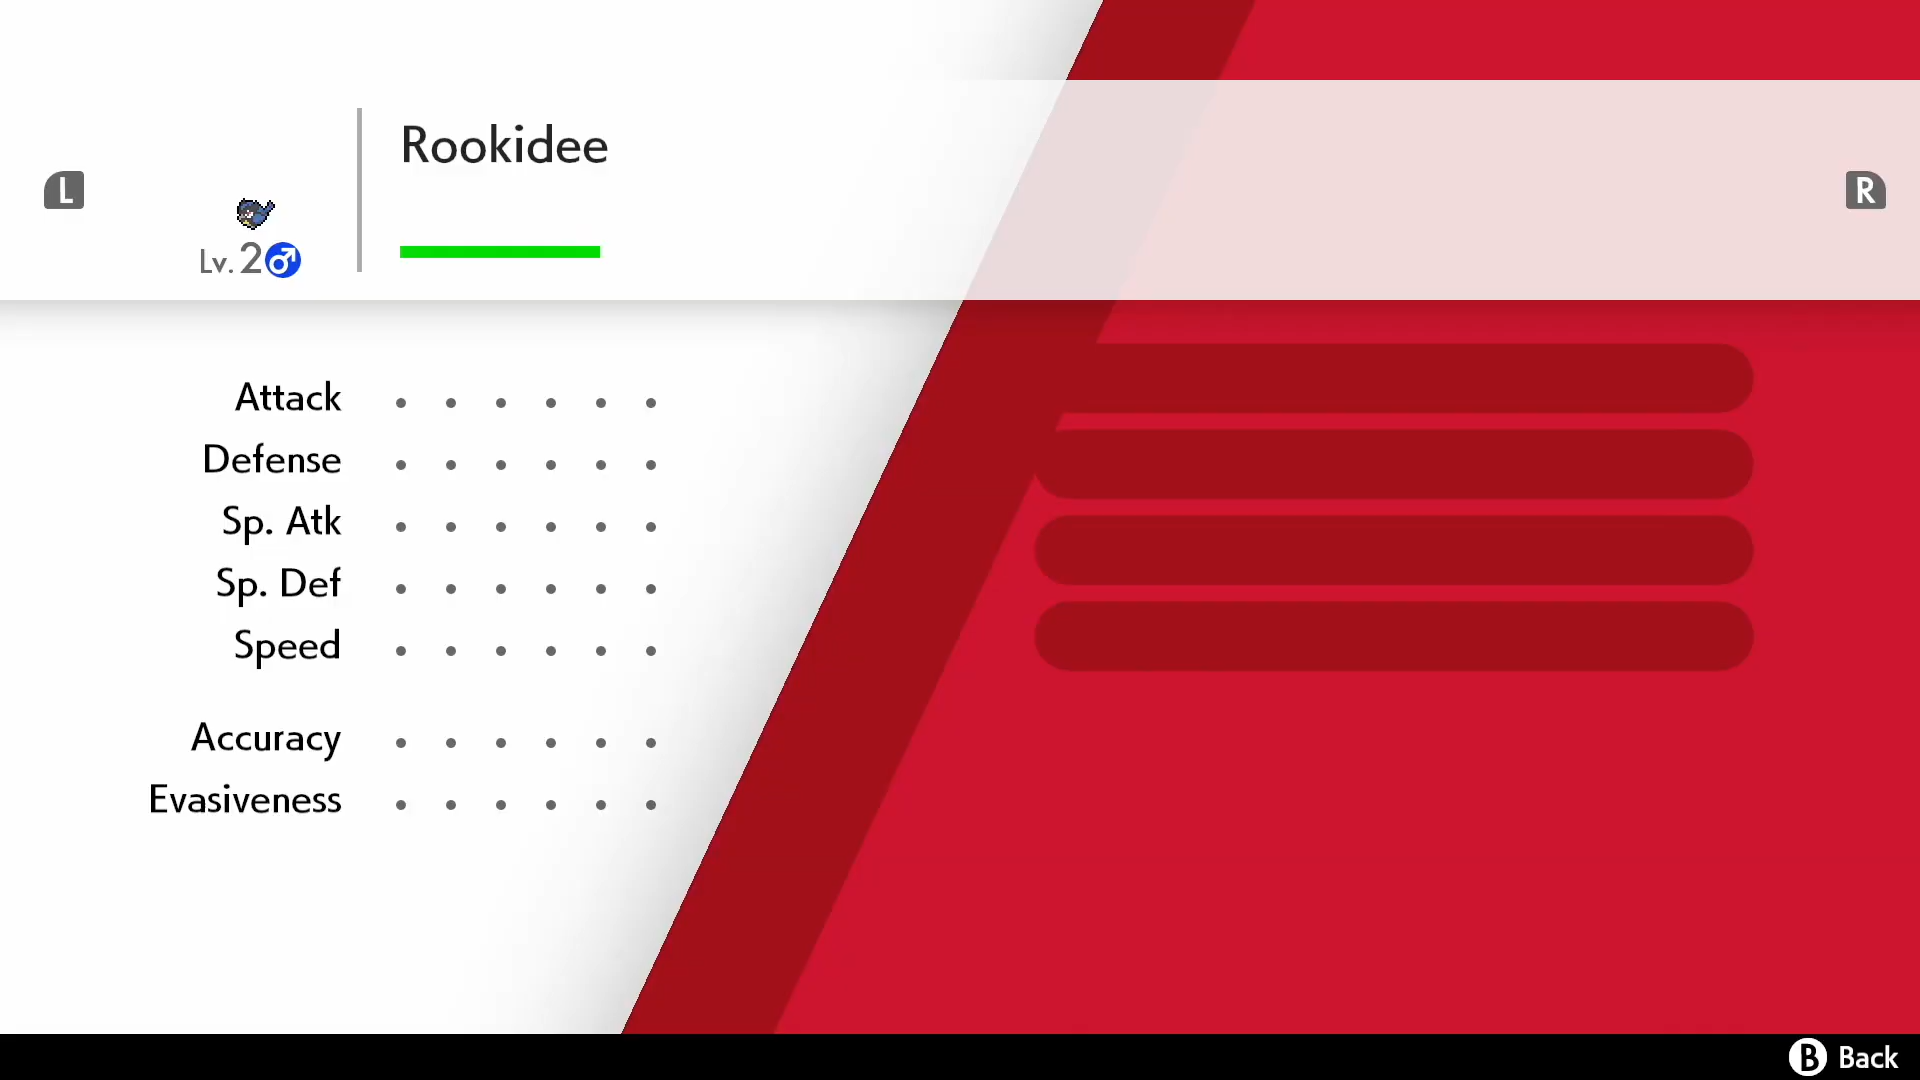 L
Rookidee
R
Lv. 2♂
Attack
Defense
Sp. Atk
Sp. Def
Speed
Accuracy
Evasiveness
B Back